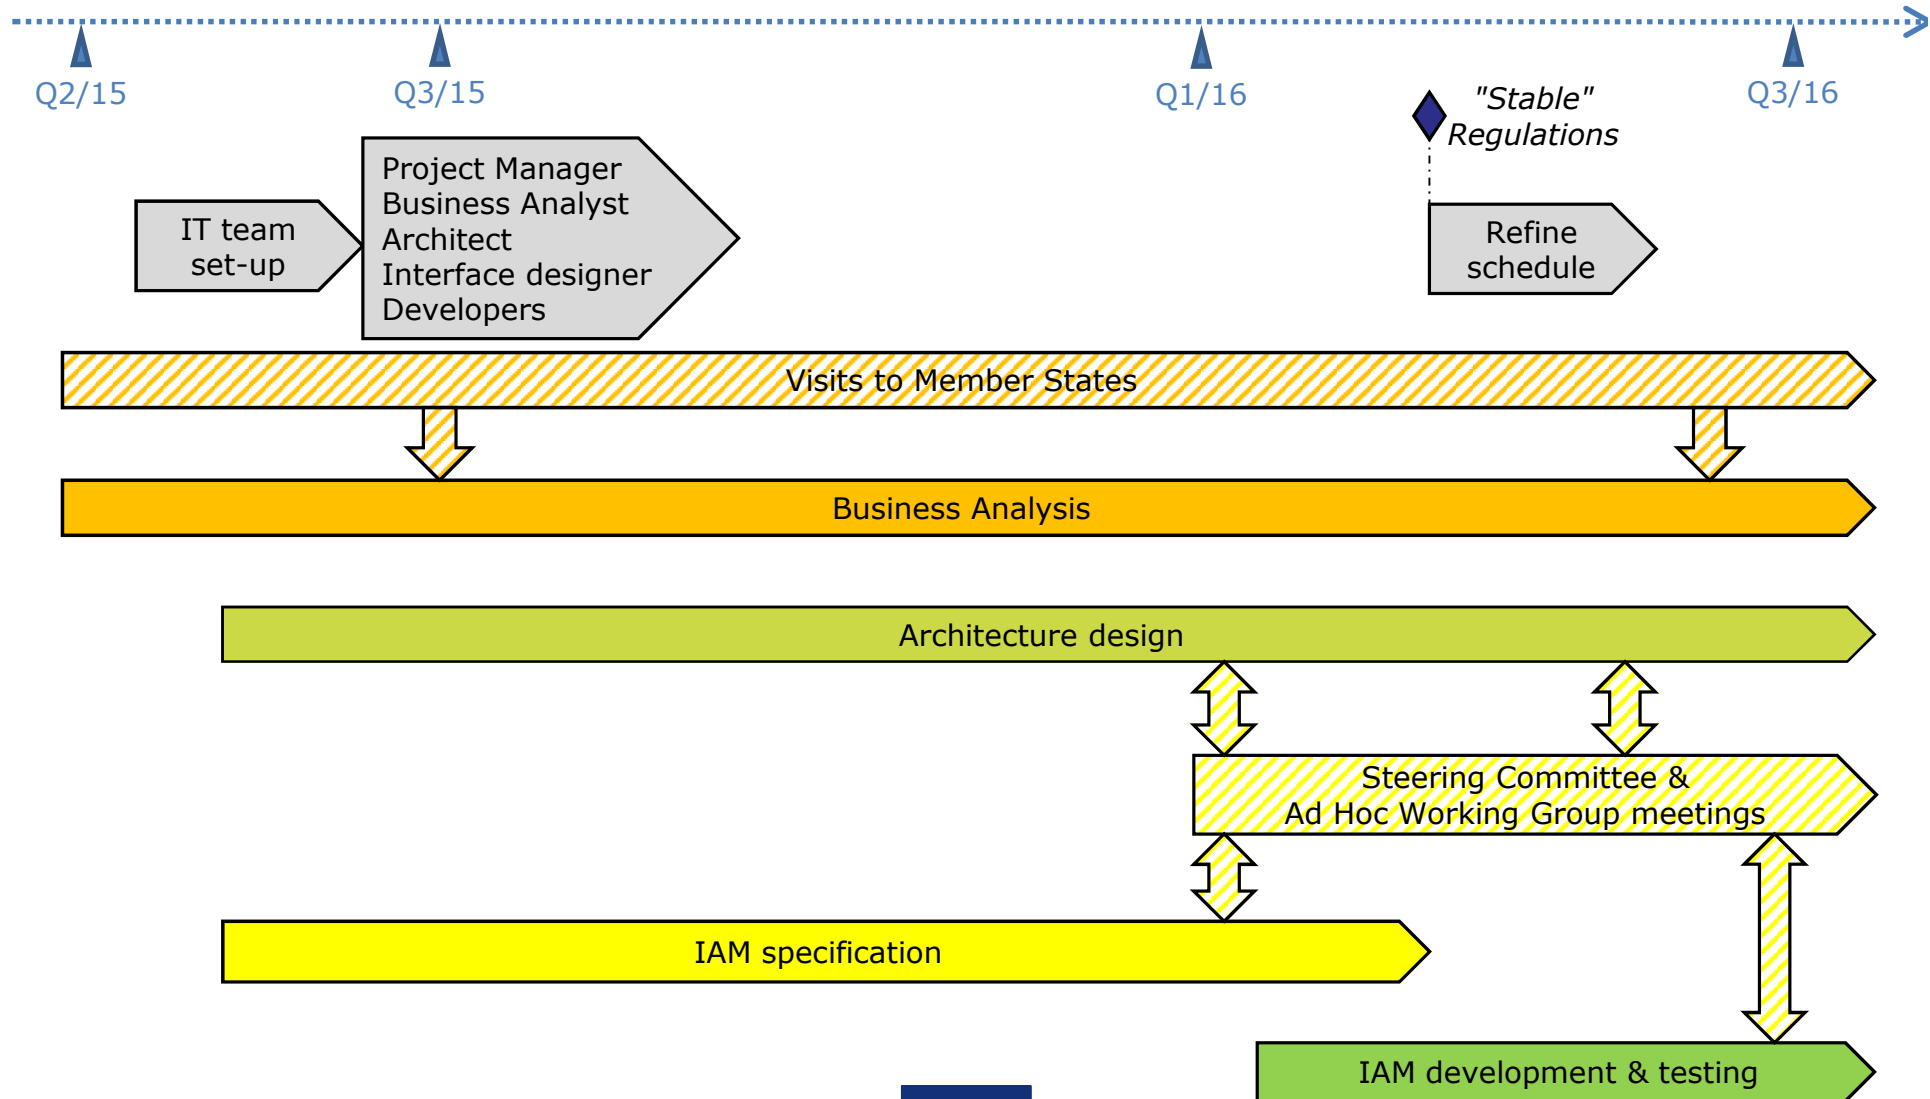 Q2/15
Q3/15
Q1/16
Q3/16
"Stable"
Regulations
Project Manager
Business Analyst
Architect
Interface designer
Developers
IT team
set-up
Refine
schedule
Visits to Member States
Business Analysis
Architecture design
Steering Committee &
Ad Hoc Working Group meetings
IAM specification
IAM development & testing